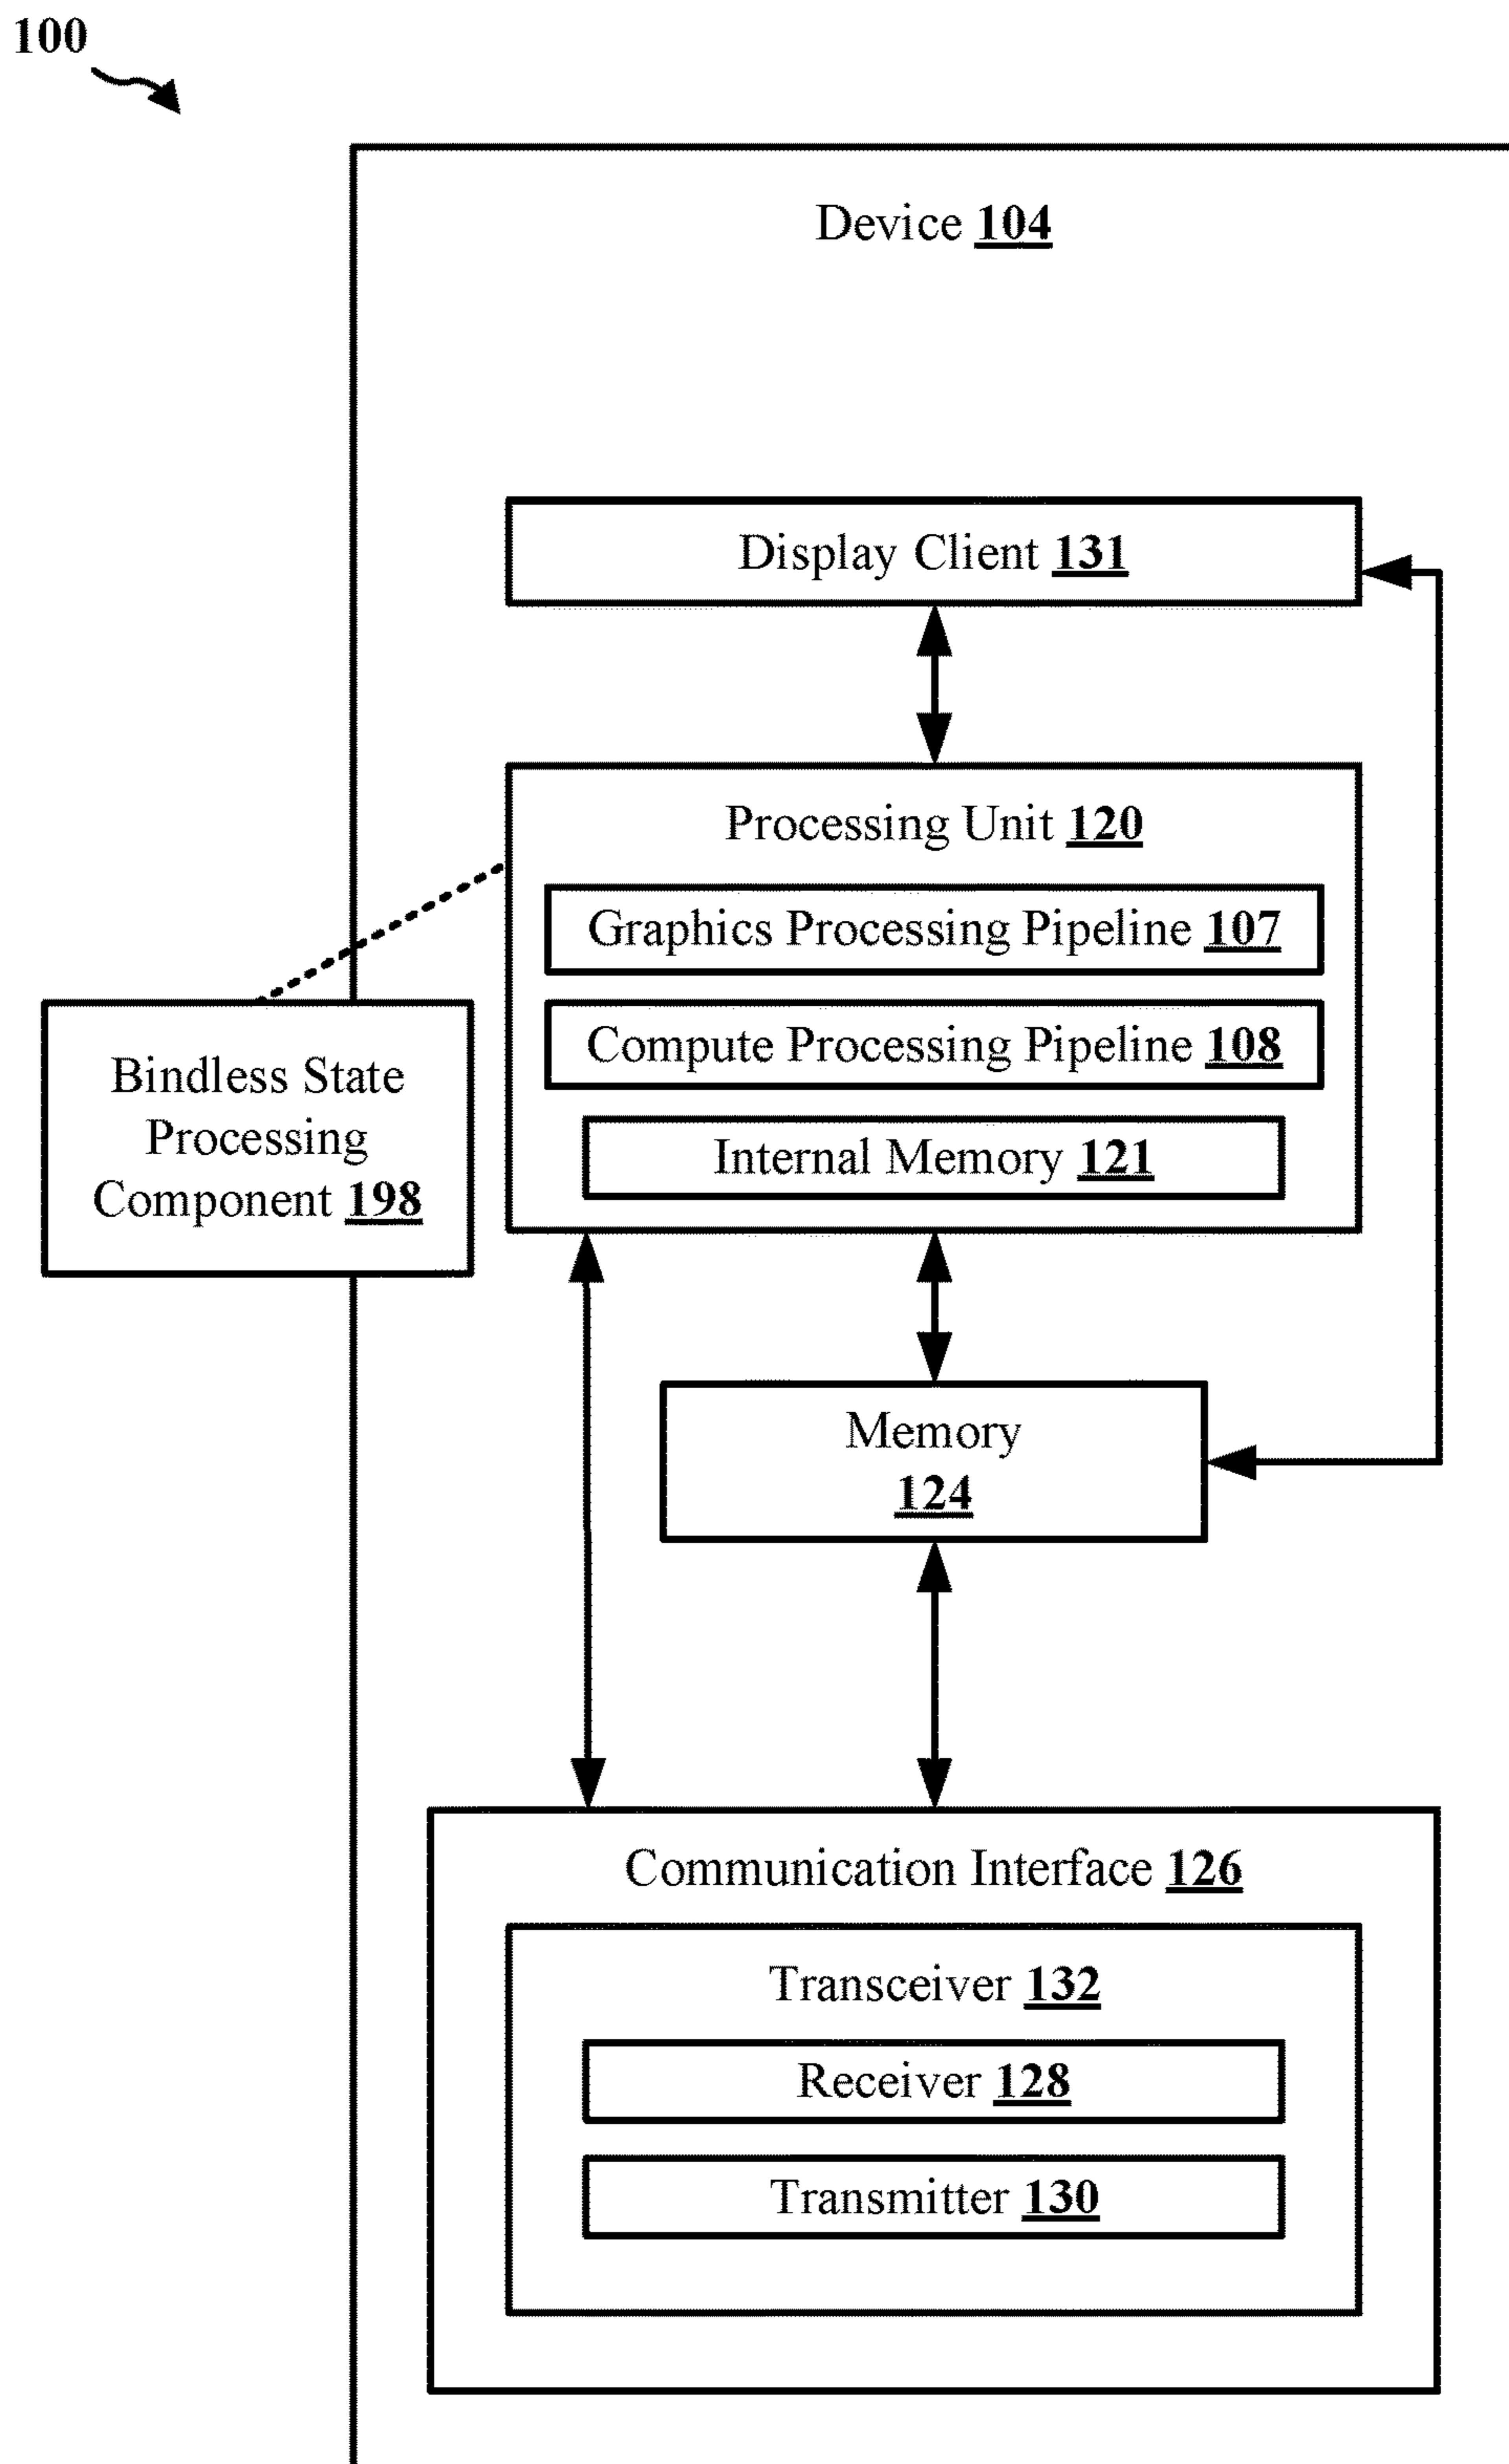 100
Device 104
Display Client 131
Processing Unit 120
Graphics Processing Pipeline 107
Compute Processing Pipeline 108
Internal Memory 121
Bindless State
Processing
Component 198
Memory
124
Communication Interface 126
Transceiver 132
Receiver 128
Transmitter 130